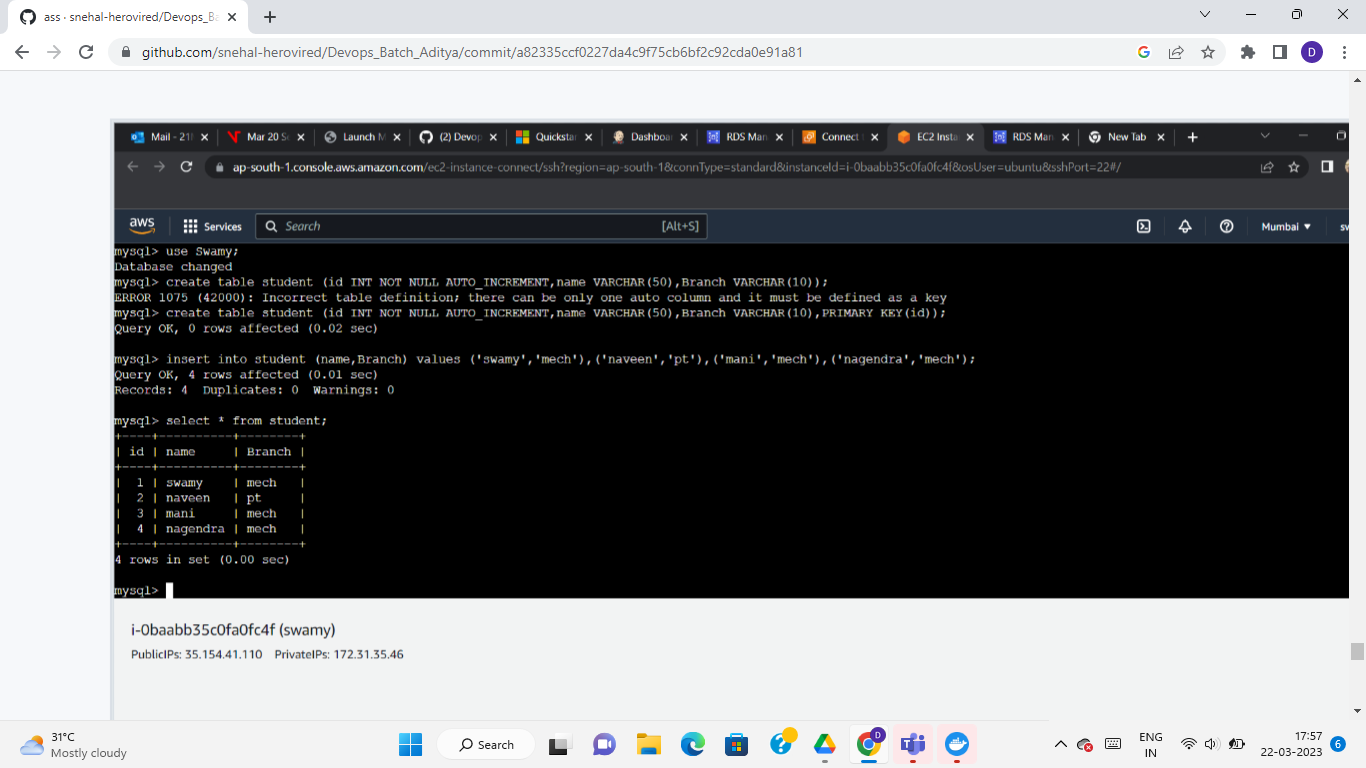 ass · snehal-herovired/Devops_Ba
github.com/snehal-herovired/Devops_Batch_Aditya/commit/a82335ccf0227da4c9f75cb6bf2c92cda0e91a81
D
Mail - 21
Mar 20 S
Launch M
(2) Devop
Quickstar
Dashboa
RDS Man
Connect
EC2 Insta
RDS Man
New Tab
ap-south-1.console.aws.amazon.com/ec2-instance-connect/ssh?region=ap-south-1&connType=standard&instanceId=i-0baabb35c0fa0fc4f&osUser=ubuntu&sshPort=22#/
aws Services Search [Alt+S] Mumbai sw
mysql> use Swamy;
Database changed
mysql> create table student (id INT NOT NULL AUTO_INCREMENT,name VARCHAR(50),Branch VARCHAR(10));
ERROR 1075 (42000): Incorrect table definition; there can be only one auto column and it must be defined as a key
mysql> create table student (id INT NOT NULL AUTO_INCREMENT,name VARCHAR(50),Branch VARCHAR(10),PRIMARY KEY(id));
Query OK, 0 rows affected (0.02 sec)
mysql> insert into student (name,Branch) values ('swamy','mech'),('naveen','pt'),('mani','mech'),('nagendra','mech');
Query OK, 4 rows affected (0.01 sec)
Records: 4  Duplicates: 0  Warnings: 0
mysql> select * from student;
+----+----------+--------+
| id | name     | Branch |
+----+----------+--------+
|  1 | swamy    | mech   |
|  2 | naveen   | pt     |
|  3 | mani     | mech   |
|  4 | nagendra | mech   |
+----+----------+--------+
4 rows in set (0.00 sec)
mysql>
i-0baabb35c0fa0fc4f (swamy)
PublicIPs: 35.154.41.110 PrivateIPs: 172.31.35.46
31°C
Mostly cloudy
Search
D
ENG
IN
17:57
22-03-2023
6